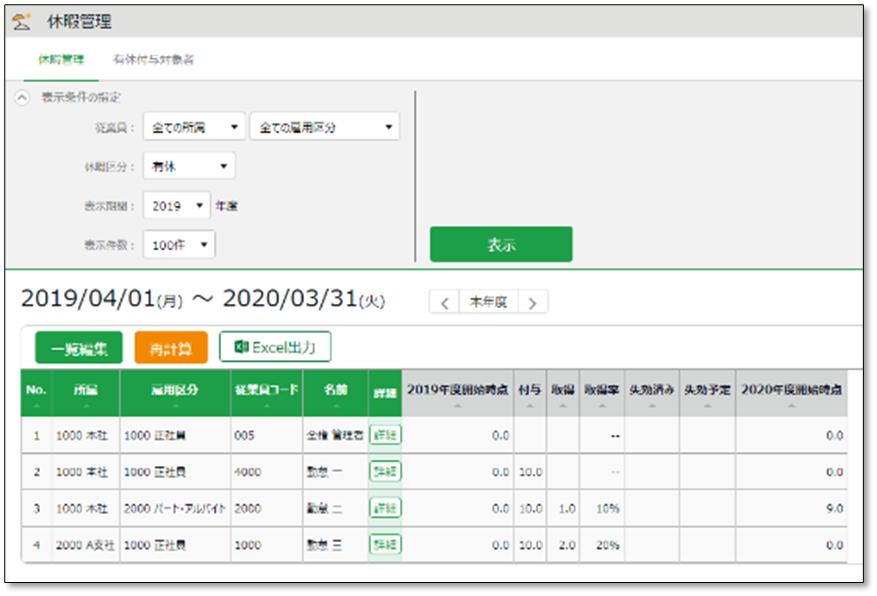 休暇管理
休暇管理 有休付与対象者
表示条件の指定
従業員： 全ての所属 全ての雇用区分
休暇区分： 有休
表示期間： 2019 年度
表示件数： 100件
表示
2019/04/01(月) ～ 2020/03/31(火)
本年度
一覧編集 再計算 Excel出力
No. 所属 雇用区分 従業員コード 名前 詳細 2019年度開始時点 付与 取得 取得率 失効済み 失効予定 2020年度開始時点
1 1000 本社 1000 正社員 005 全権 管理者 詳細 0.0 -- 0.0
2 1000 本社 1000 正社員 4000 勤怠 一 詳細 0.0 10.0 -- 0.0
3 1000 本社 2000 パート・アルバイト 2000 勤怠 二 詳細 0.0 10.0 1.0 10% 9.0
4 2000 A支社 1000 正社員 1000 勤怠 三 詳細 0.0 10.0 2.0 20% 0.0